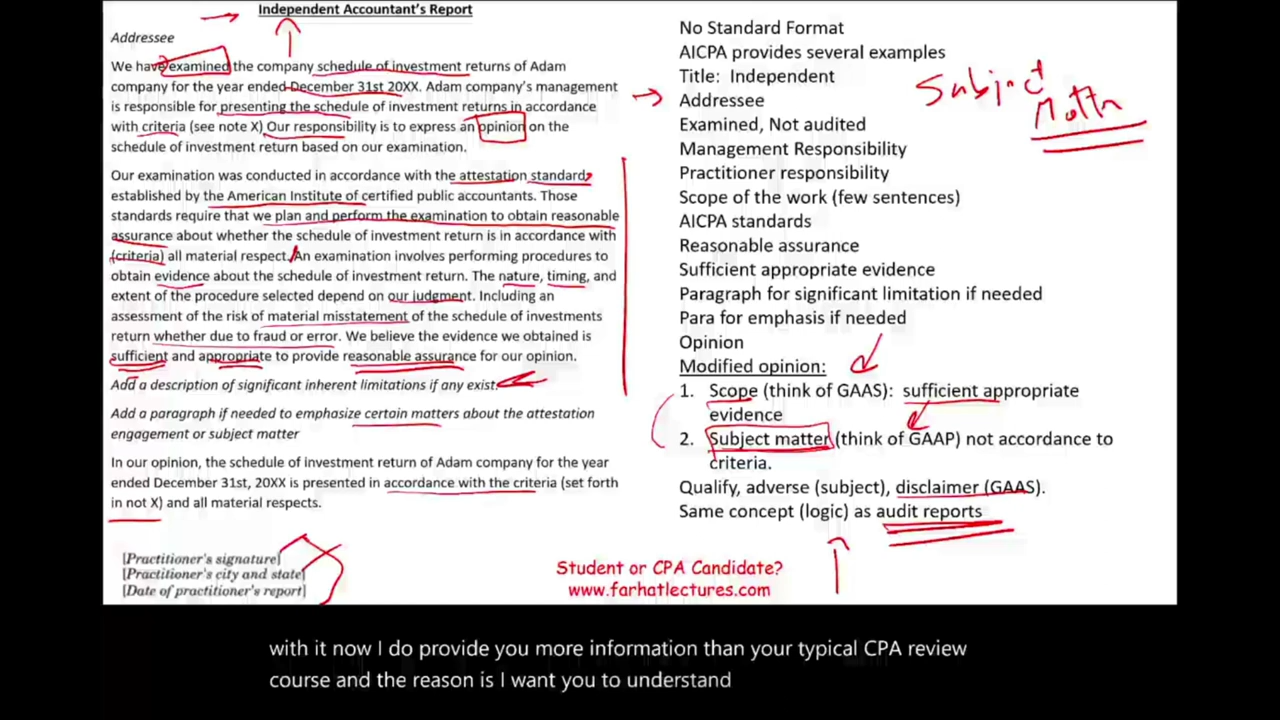 Independent Accountant's Report
Addressee
We have examined the company schedule of investment returns of Adam
company for the year ended December 31st 20XX. Adam company's management
is responsible for presenting the schedule of investment returns in accordance
with criteria (see note X) Our responsibility is to express an opinion on the
schedule of investment return based on our examination.
Our examination was conducted in accordance with the attestation standards
established by the American Institute of certified public accountants. Those
standards require that we plan and perform the examination to obtain reasonable
assurance about whether the schedule of investment return is in accordance with
(criteria) all material respect. An examination involves performing procedures to
obtain evidence about the schedule of investment return. The nature, timing, and
extent of the procedure selected depend on our judgment. Including an
assessment of the risk of material misstatement of the schedule of investments
return whether due to fraud or error. We believe the evidence we obtained is
sufficient and appropriate to provide reasonable assurance for our opinion.
Add a description of significant inherent limitations if any exist.
Add a paragraph if needed to emphasize certain matters about the attestation
engagement or subject matter
In our opinion, the schedule of investment return of Adam company for the year
ended December 31st, 20XX is presented in accordance with the criteria (set forth
in not X) and all material respects.
[Practitioner's signature]
[Practitioner's city and state]
[Date of practitioner's report]
No Standard Format
AICPA provides several examples
Title: Independent
Addressee
Examined, Not audited
Management Responsibility
Practitioner responsibility
Scope of the work (few sentences)
AICPA standards
Reasonable assurance
Sufficient appropriate evidence
Paragraph for significant limitation if needed
Para for emphasis if needed
Opinion
Modified opinion:
1. Scope (think of GAAS): sufficient appropriate
evidence
2. Subject matter (think of GAAP) not accordance to
criteria.
Qualify, adverse (subject), disclaimer (GAAS).
Same concept (logic) as audit reports
Subject
Matter
Student or CPA Candidate?
www.farhatlectures.com
with it now I do provide you more information than your typical CPA review
course and the reason is I want you to understand